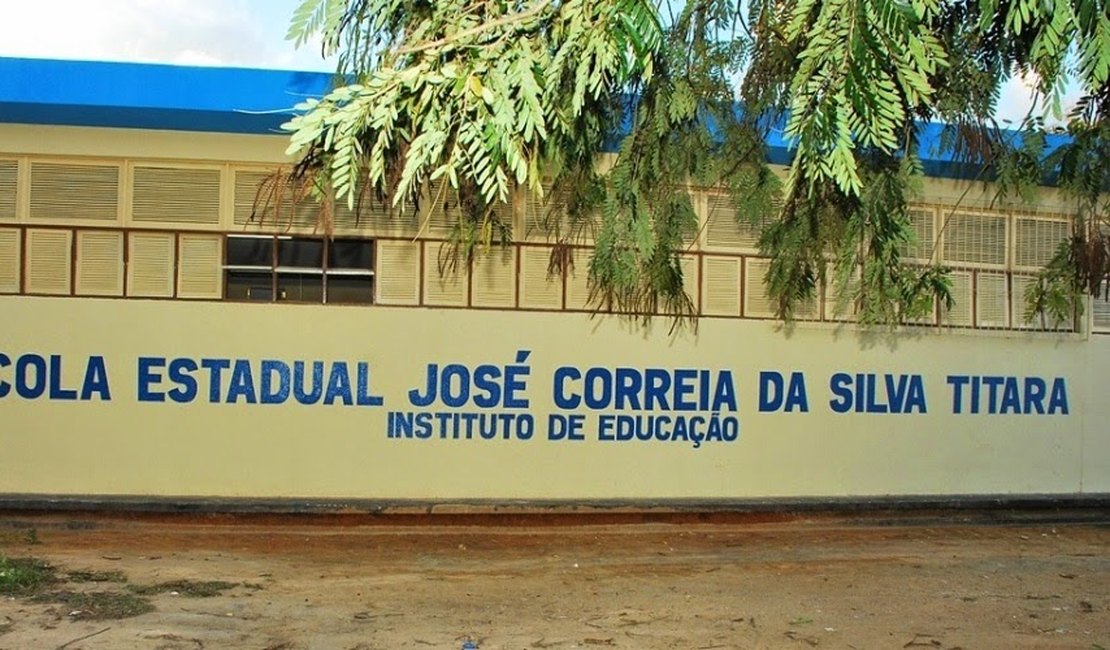 COLA ESTADUAL JOSÉ CORREIA DA SILVA TITARA
INSTITUTO DE EDUCAÇÃO